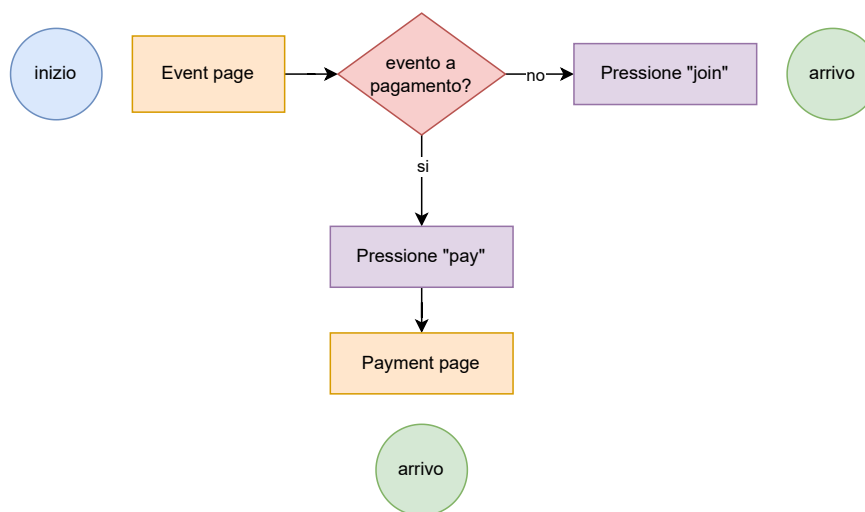 inizio
Event page
evento a
pagamento?
no
Pressione "join"
arrivo
si
Pressione "pay"
Payment page
arrivo